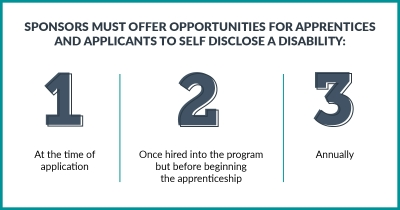 SPONSORS MUST OFFER OPPORTUNITIES FOR APPRENTICES
AND APPLICANTS TO SELF DISCLOSE A DISABILITY:
1
At the time of
application
2
Once hired into the program
but before beginning
the apprenticeship
3
Annually